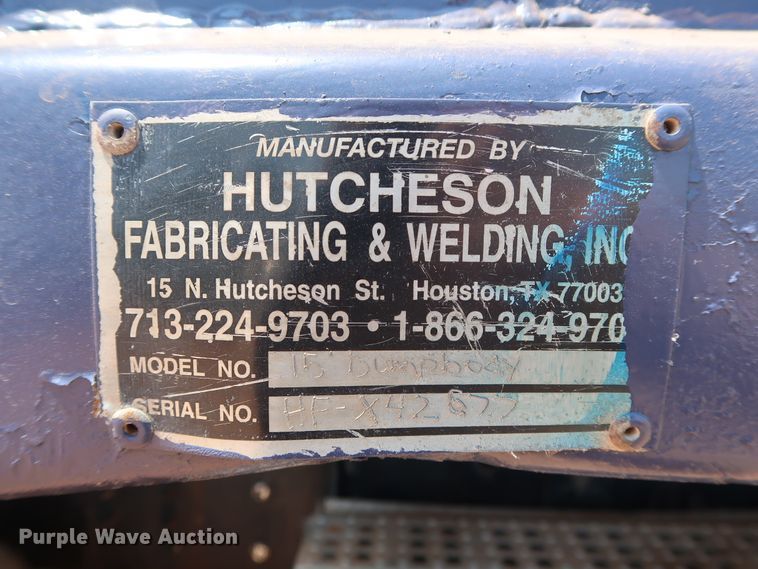 MANUFACTURED BY
HUTCHESON
FABRICATING & WELDING, INC
15 N. Hutcheson St. Houston, TX 77003
713-224-9703 • 1-866-324-970
MODEL NO. 15' Dumpbody
SERIAL NO. HF-X42677
Purple Wave Auction